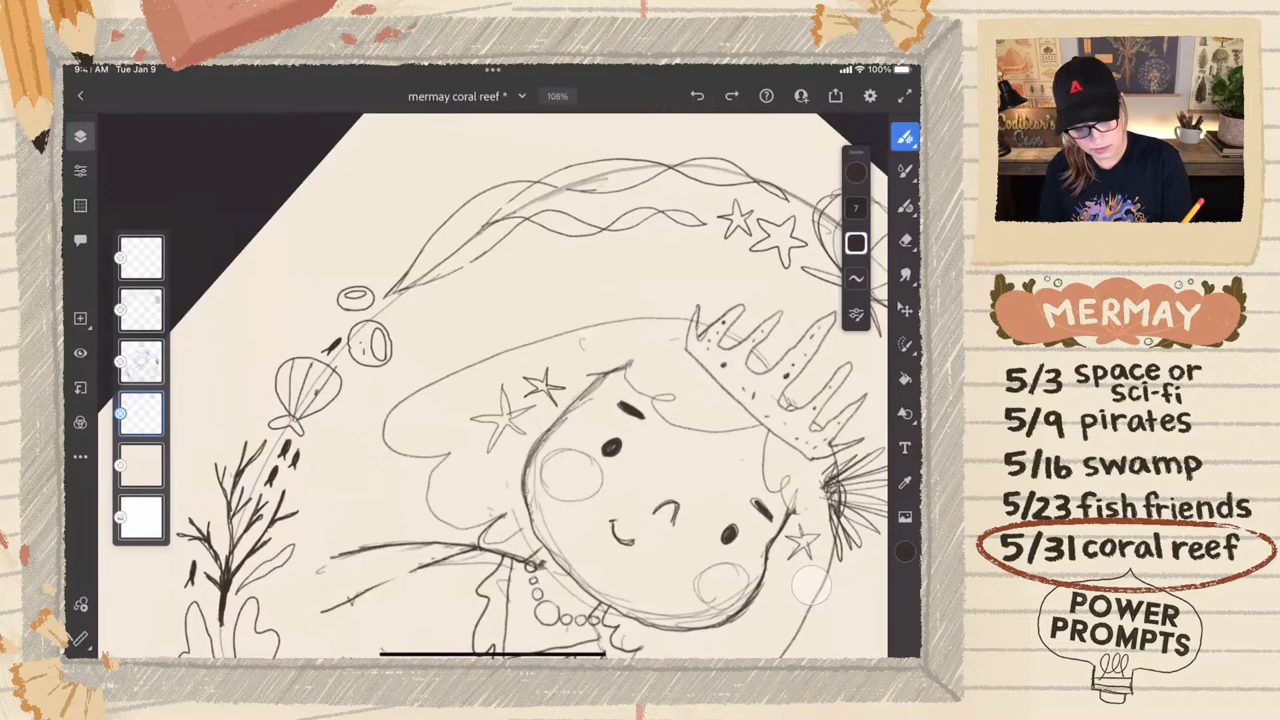 9:41 AM Tue Jan 9
100%
mermay coral reef *
108%
7
T
A
MERMAY
5/3 space or
sci-fi
5/9 pirates
5/16 swamp
5/23 fish friends
5/31 coral reef
POWER
PROMPTS